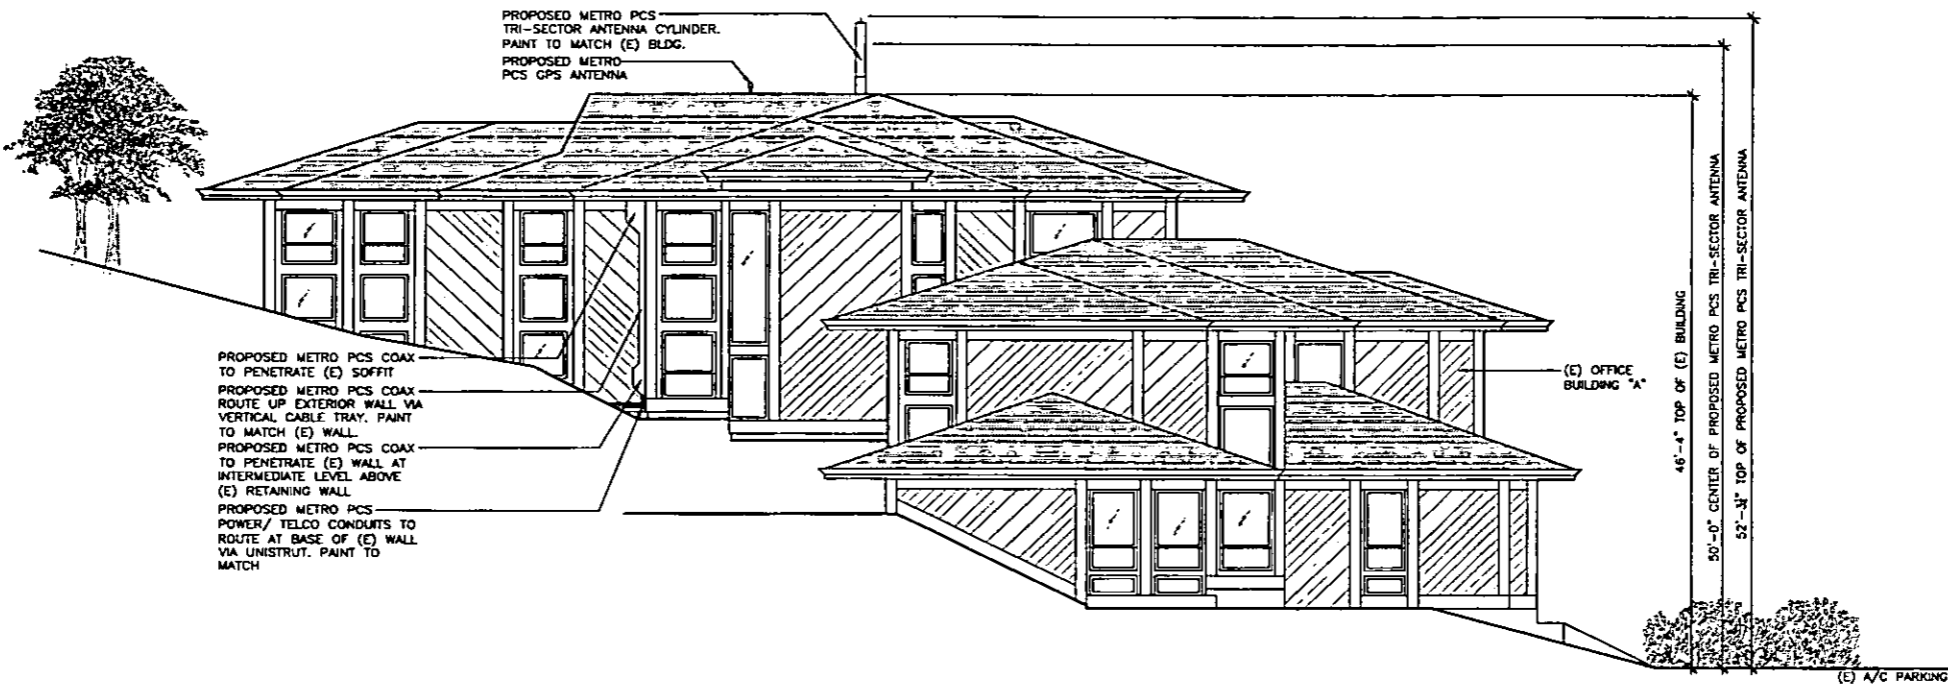 PROPOSED METRO PCS
TRI-SECTOR ANTENNA CYLINDER.
PAINT TO MATCH (E) BLDG.
PROPOSED METRO
PCS GPS ANTENNA
PROPOSED METRO PCS COAX
TO PENETRATE (E) SOFFIT
PROPOSED METRO PCS COAX
ROUTE UP EXTERIOR WALL VIA
VERTICAL CABLE TRAY. PAINT
TO MATCH (E) WALL
PROPOSED METRO PCS COAX
TO PENETRATE (E) WALL AT
INTERMEDIATE LEVEL ABOVE
(E) RETAINING WALL
PROPOSED METRO PCS
POWER/ TELCO CONDUITS TO
ROUTE AT BASE OF (E) WALL
VIA UNISTRUT. PAINT TO
MATCH
(E) OFFICE
BUILDING "A"
46'-4" TOP OF (E) BUILDING
50'-0" CENTER OF PROPOSED METRO PCS TRI-SECTOR ANTENNA
TOP OF PROPOSED METRO PCS TRI-SECTOR ANTENNA
(E) A/C PARKING